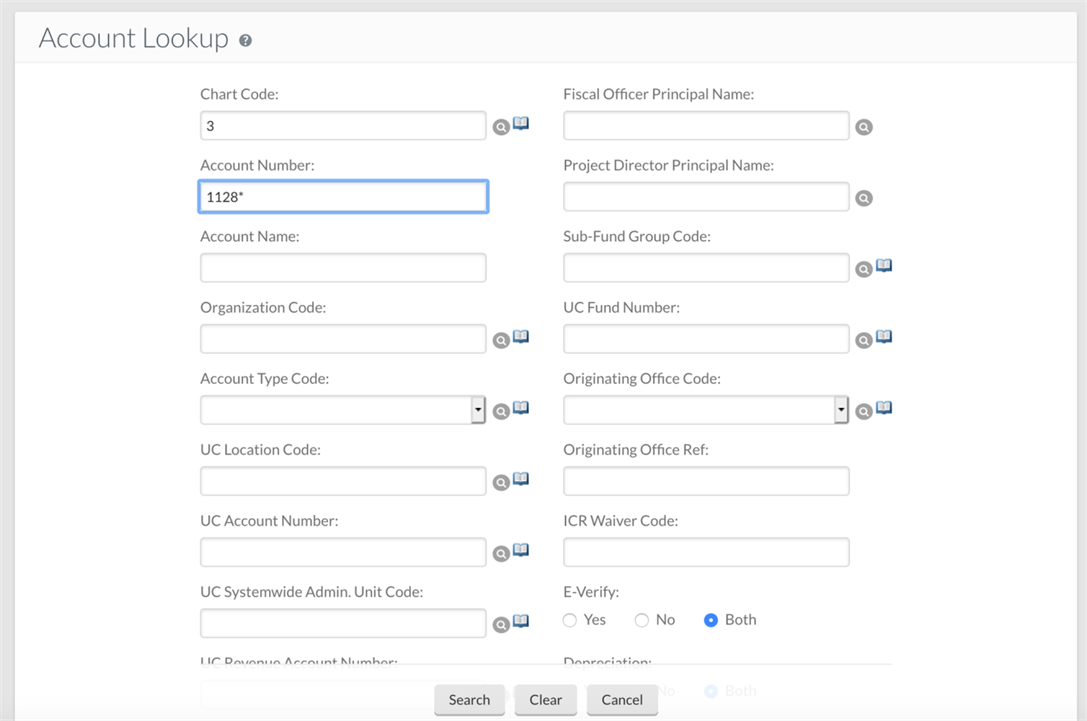 Account Lookup
Chart Code:
3
Fiscal Officer Principal Name:
Account Number:
1128*
Project Director Principal Name:
Account Name:
Sub-Fund Group Code:
Organization Code:
UC Fund Number:
Account Type Code:
Originating Office Code:
UC Location Code:
Originating Office Ref:
UC Account Number:
ICR Waiver Code:
UC Systemwide Admin. Unit Code:
E-Verify:
Yes No Both
UC Revenue Account Number:
Depreciation:
No Both
Search Clear Cancel